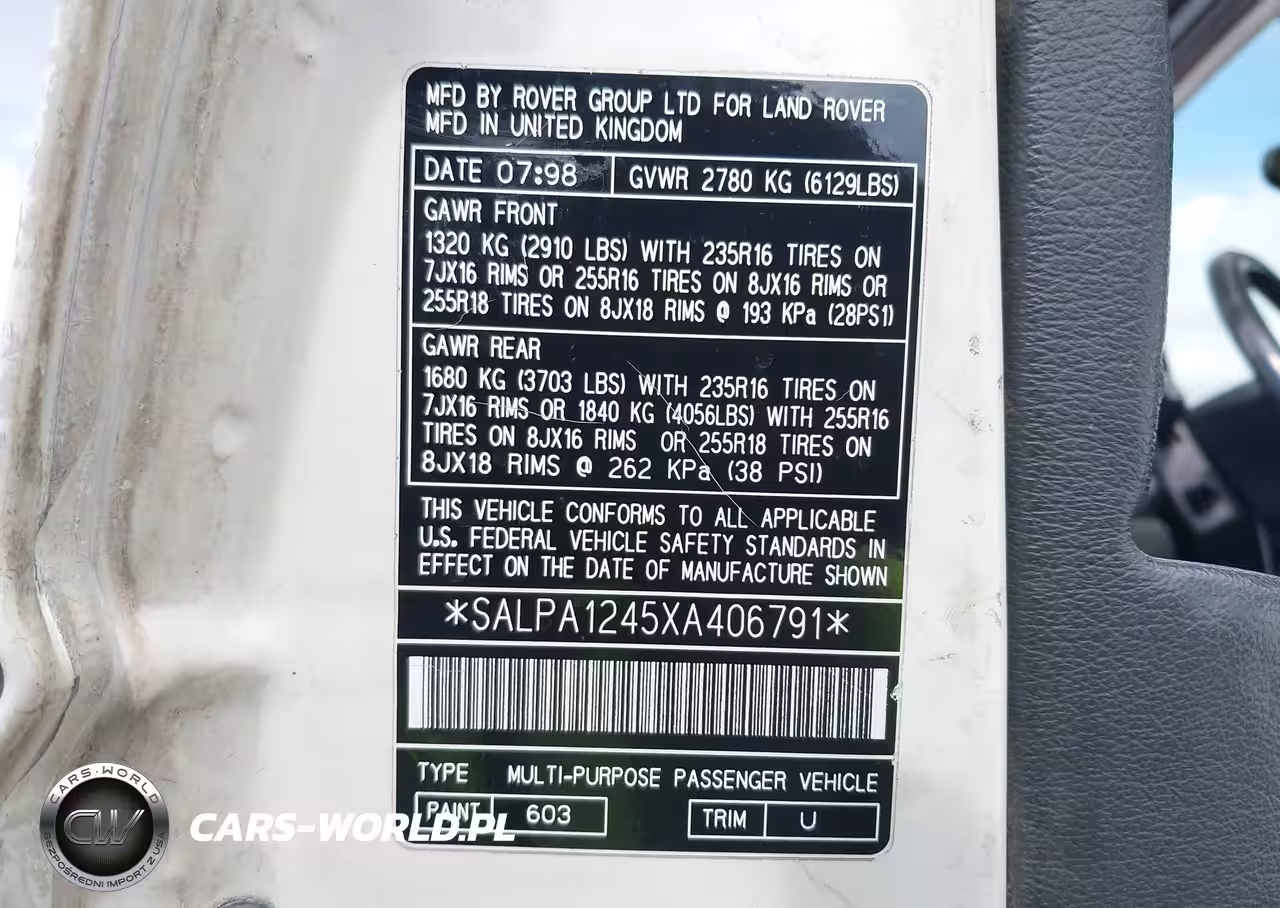 MFD BY ROVER GROUP LTD FOR LAND ROVER
MFD IN UNITED KINGDOM
DATE 07:98 GVWR 2780 KG (6129LBS)
GAWR FRONT
1320 KG (2910 LBS) WITH 235R16 TIRES ON
7JX16 RIMS OR 255R16 TIRES ON 8JX16 RIMS OR
255R18 TIRES ON 8JX18 RIMS @ 193 KPa (28PS1)
GAWR REAR
1680 KG (3703 LBS) WITH 235R16 TIRES ON
7JX16 RIMS OR 1840 KG (4056LBS) WITH 255R16
TIRES ON 8JX16 RIMS OR 255R18 TIRES ON
8JX18 RIMS @ 262 KPa (38 PSI)
THIS VEHICLE CONFORMS TO ALL APPLICABLE
U.S. FEDERAL VEHICLE SAFETY STANDARDS IN
EFFECT ON THE DATE OF MANUFACTURE SHOWN
*SALPA1245XA406791*
TYPE MULTI-PURPOSE PASSENGER VEHICLE
PAINT 603 TRIM U
CARS-WORLD
CW
BEZPOŚREDNI IMPORT Z USA
CARS-WORLD.PL